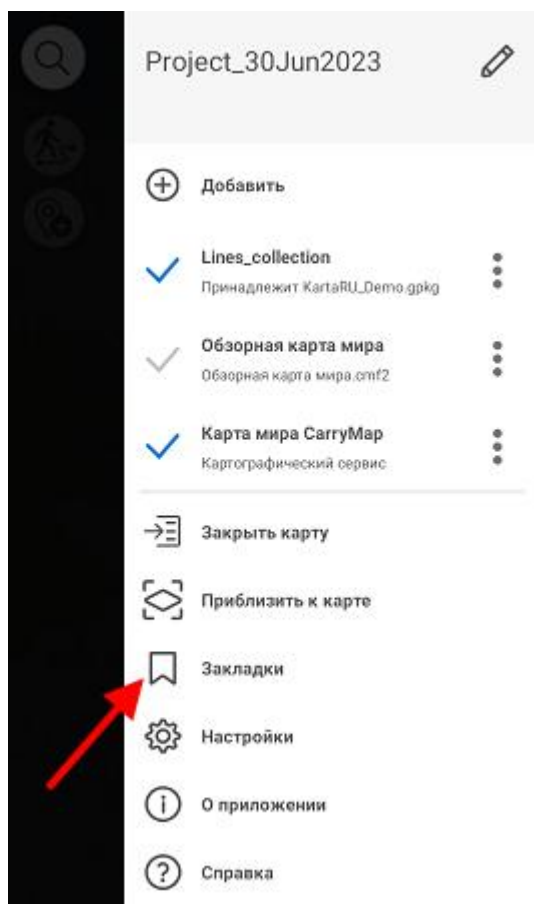 Project_30Jun2023
Добавить
Lines_collection
Принадлежит KartaRU_Demo.gpkg
Обзорная карта мира
Обзорная карта мира.cmf2
Карта мира CarryMap
Картографический сервис
Закрыть карту
Приблизить к карте
Закладки
Настройки
О приложении
Справка